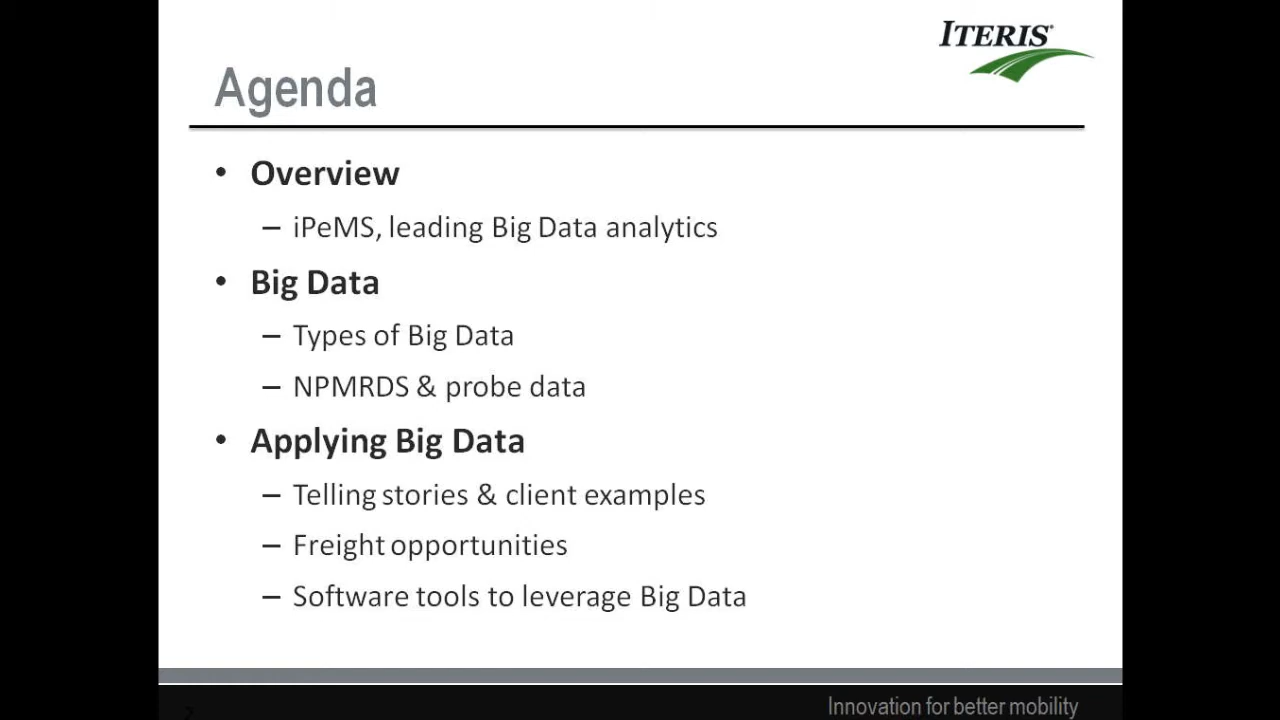 ITERIS®
Agenda
• Overview
– iPeMS, leading Big Data analytics
• Big Data
– Types of Big Data
– NPMRDS & probe data
• Applying Big Data
– Telling stories & client examples
– Freight opportunities
– Software tools to leverage Big Data
2 Innovation for better mobility